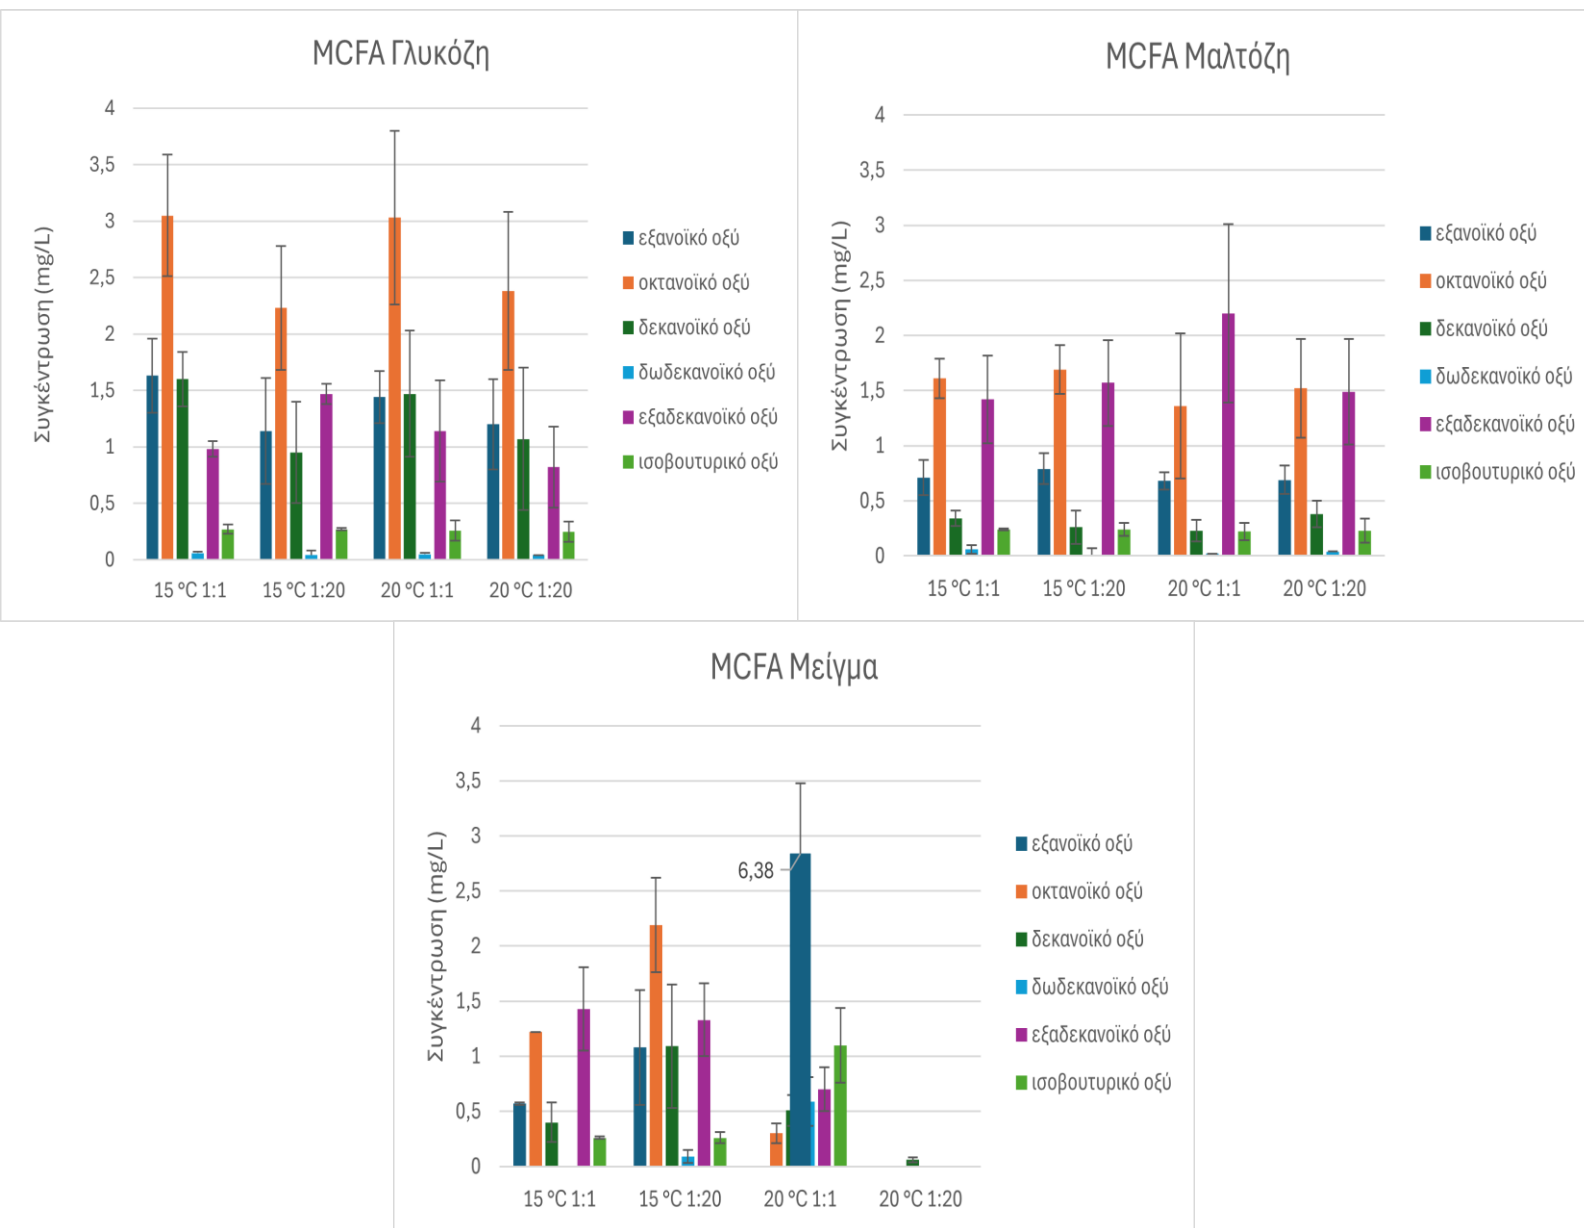 MCFA Γλυκόζη
Συγκέντρωση (mg/L)
4
3,5
3
2,5
2
1,5
1
0,5
0
15 °C 1:1
15 °C 1:20
20 °C 1:1
20 °C 1:20
εξανοϊκό οξύ
οκτανοϊκό οξύ
δεκανοϊκό οξύ
δωδεκανοϊκό οξύ
εξαδεκανοϊκό οξύ
ισοβουτυρικό οξύ
MCFA Μαλτόζη
Συγκέντρωση (mg/L)
4
3,5
3
2,5
2
1,5
1
0,5
0
15 °C 1:1
15 °C 1:20
20 °C 1:1
20 °C 1:20
εξανοϊκό οξύ
οκτανοϊκό οξύ
δεκανοϊκό οξύ
δωδεκανοϊκό οξύ
εξαδεκανοϊκό οξύ
ισοβουτυρικό οξύ
MCFA Μείγμα
Συγκέντρωση (mg/L)
4
3,5
3
2,5
2
1,5
1
0,5
0
6,38
15 °C 1:1
15 °C 1:20
20 °C 1:1
20 °C 1:20
εξανοϊκό οξύ
οκτανοϊκό οξύ
δεκανοϊκό οξύ
δωδεκανοϊκό οξύ
εξαδεκανοϊκό οξύ
ισοβουτυρικό οξύ